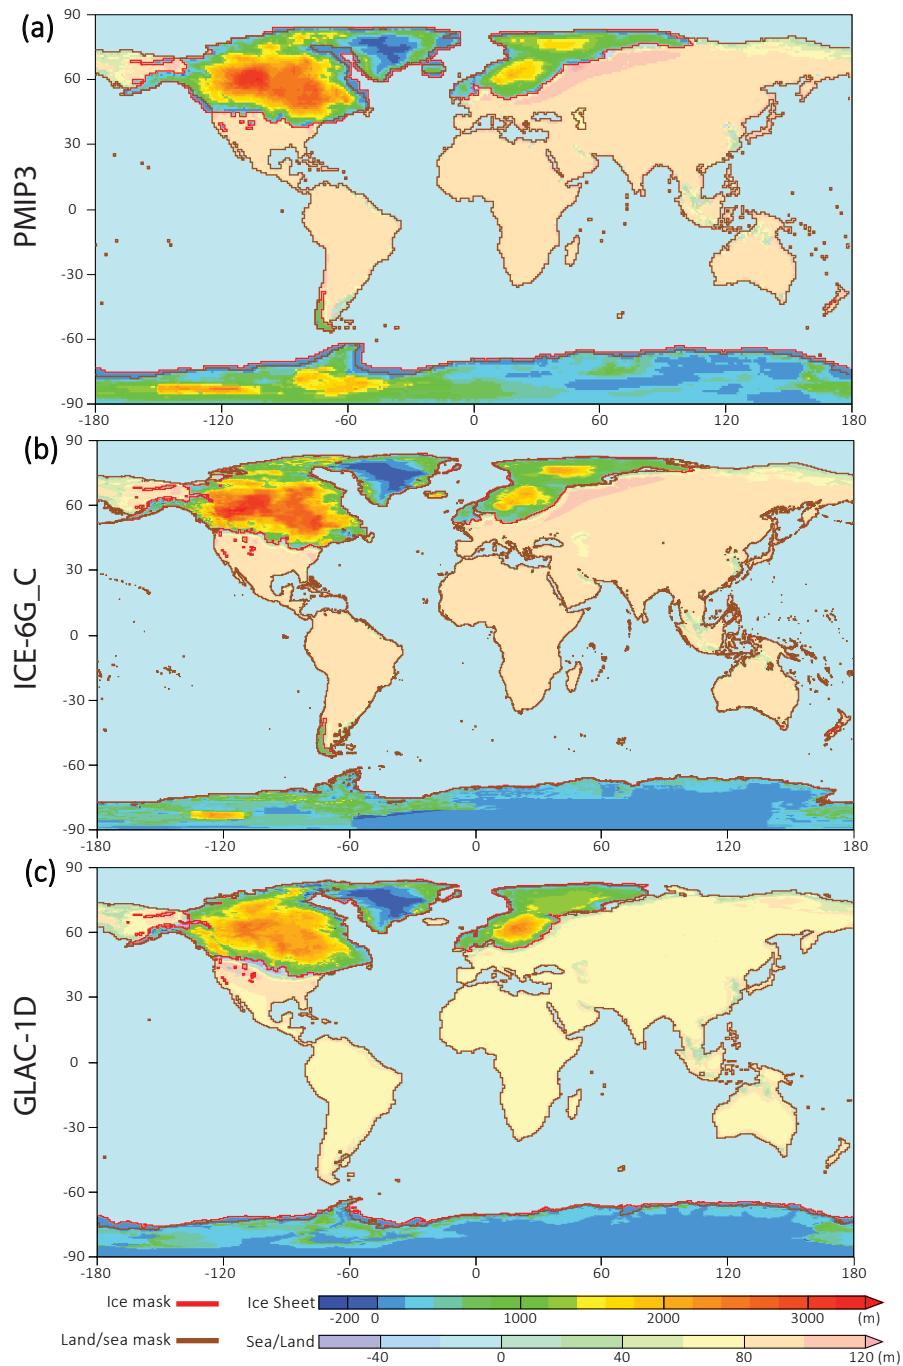 (a)
PMIP3
90
60
30
0
-30
-60
-90
-180 -120 -60 0 60 120 180
(b)
ICE-6G_C
90
60
30
0
-30
-60
-90
-180 -120 -60 0 60 120 180
(c)
GLAC-1D
90
60
30
0
-30
-60
-90
-180 -120 -60 0 60 120 180
Ice mask Ice Sheet
-200 0 1000 2000 3000 (m)
Land/sea mask Sea/Land
-40 0 40 80 120 (m)